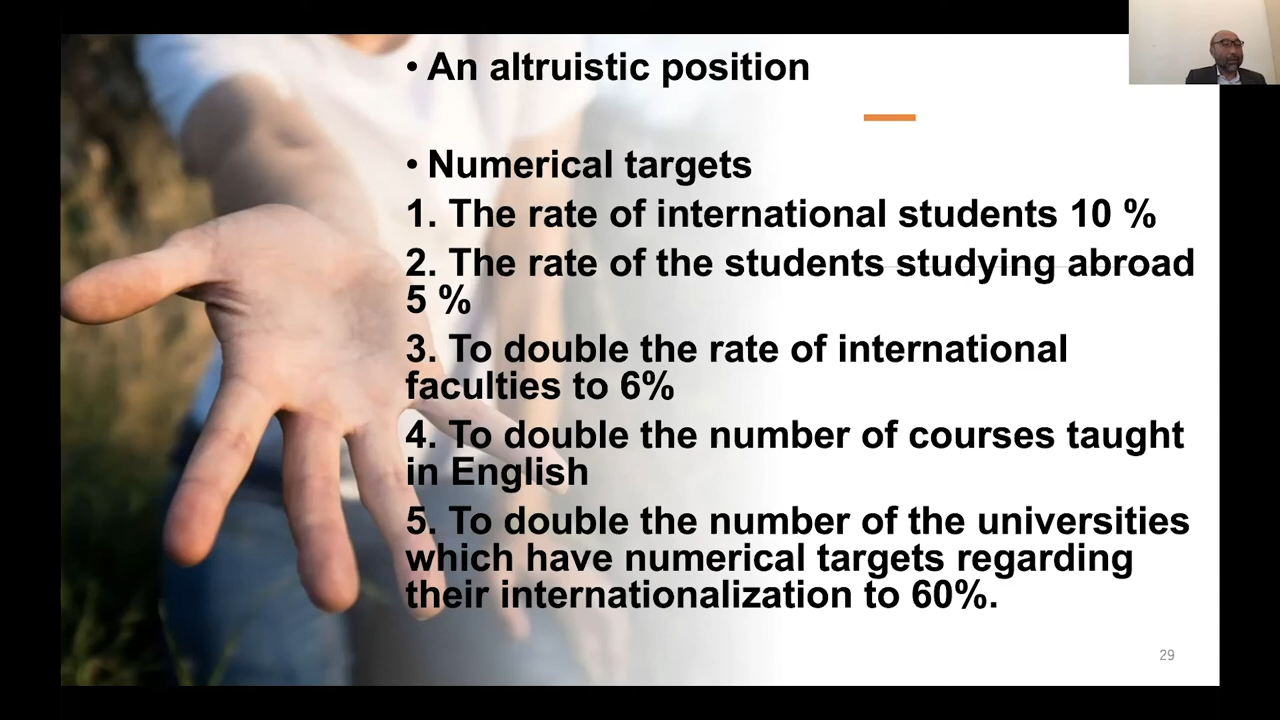 • An altruistic position
• Numerical targets
1. The rate of international students 10 %
2. The rate of the students studying abroad
5 %
3. To double the rate of international
faculties to 6%
4. To double the number of courses taught
in English
5. To double the number of the universities
which have numerical targets regarding
their internationalization to 60%.
29